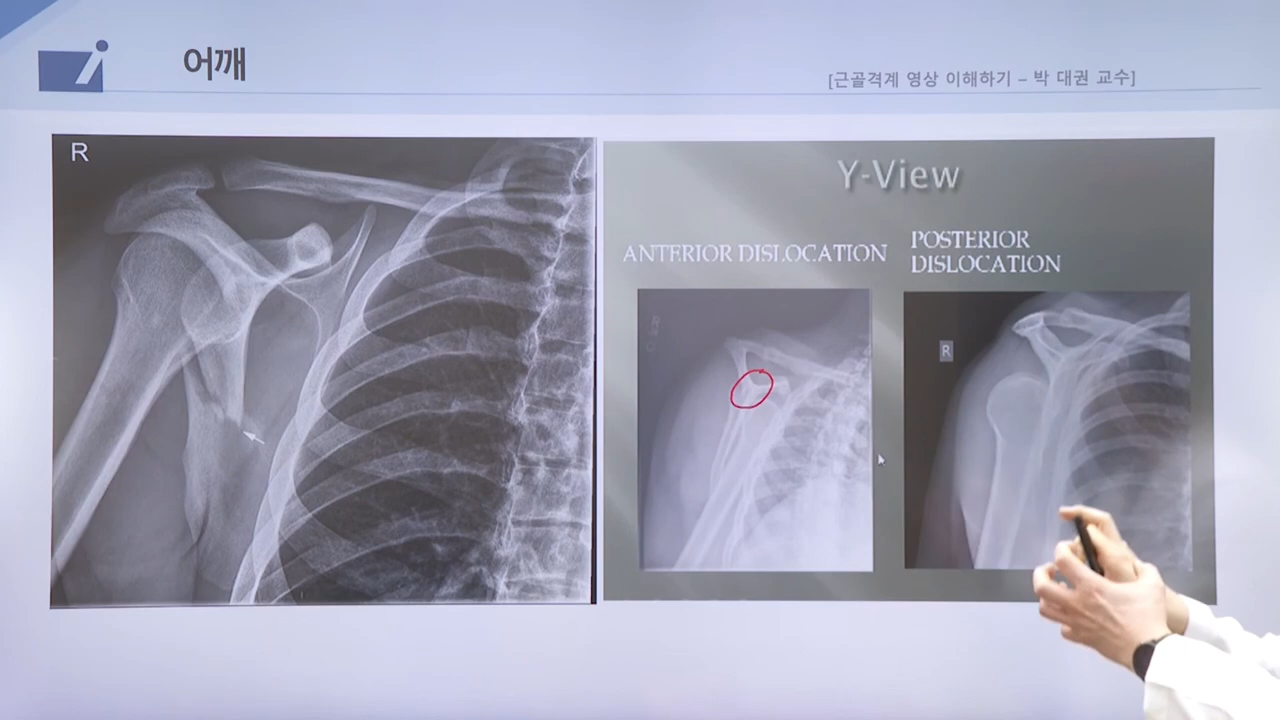 어깨
[근골격계 영상 이해하기 – 박 대권 교수]
R
Y-View
ANTERIOR DISLOCATION
POSTERIOR
DISLOCATION
R